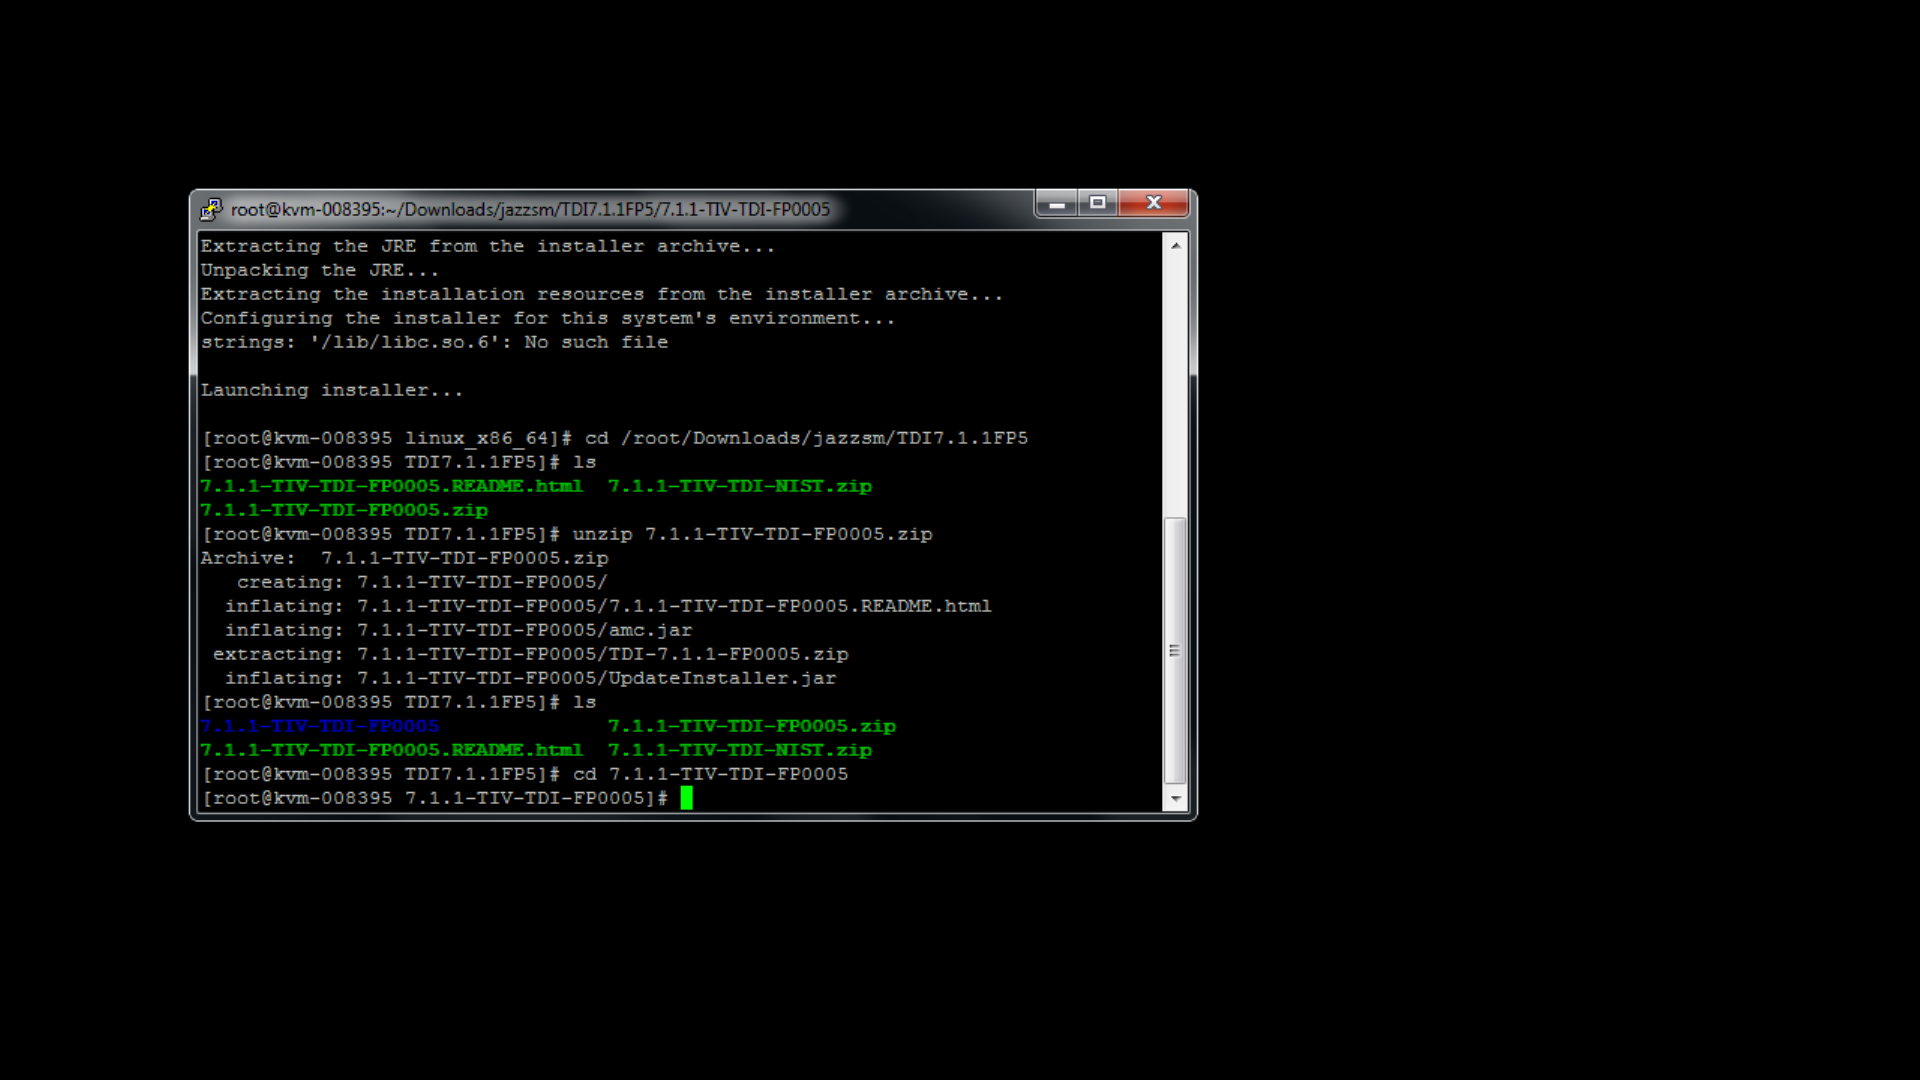 root@kvm-008395:~/Downloads/jazzsm/TDI7.1.1FP5/7.1.1-TIV-TDI-FP0005
Extracting the JRE from the installer archive...
Unpacking the JRE...
Extracting the installation resources from the installer archive...
Configuring the installer for this system's environment...
strings: '/lib/libc.so.6': No such file
Launching installer...
[root@kvm-008395 linux_x86_64]# cd /root/Downloads/jazzsm/TDI7.1.1FP5
[root@kvm-008395 TDI7.1.1FP5]# ls
7.1.1-TIV-TDI-FP0005.README.html  7.1.1-TIV-TDI-NIST.zip
7.1.1-TIV-TDI-FP0005.zip
[root@kvm-008395 TDI7.1.1FP5]# unzip 7.1.1-TIV-TDI-FP0005.zip
Archive:  7.1.1-TIV-TDI-FP0005.zip
   creating: 7.1.1-TIV-TDI-FP0005/
  inflating: 7.1.1-TIV-TDI-FP0005/7.1.1-TIV-TDI-FP0005.README.html
  inflating: 7.1.1-TIV-TDI-FP0005/amc.jar
 extracting: 7.1.1-TIV-TDI-FP0005/TDI-7.1.1-FP0005.zip
  inflating: 7.1.1-TIV-TDI-FP0005/UpdateInstaller.jar
[root@kvm-008395 TDI7.1.1FP5]# ls
7.1.1-TIV-TDI-FP0005              7.1.1-TIV-TDI-FP0005.zip
7.1.1-TIV-TDI-FP0005.README.html  7.1.1-TIV-TDI-NIST.zip
[root@kvm-008395 TDI7.1.1FP5]# cd 7.1.1-TIV-TDI-FP0005
[root@kvm-008395 7.1.1-TIV-TDI-FP0005]#